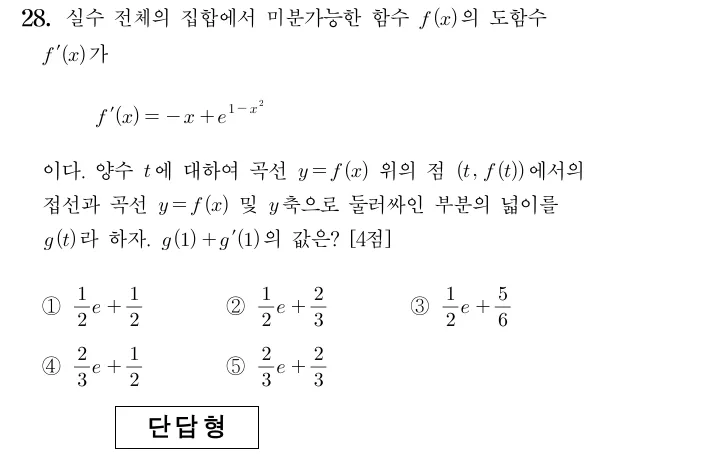 28. 실수 전체의 집합에서 미분가능한 함수 f(x)의 도함수
f′(x)가
f′(x) = −x + e^{1−x^2}
이다. 양수 t에 대하여 곡선 y=f(x) 위의 점 (t, f(t))에서의
접선과 곡선 y=f(x) 및 y축으로 둘러싸인 부분의 넓이를
g(t)라 하자. g(1)+g′(1)의 값은? [4점]
① 1/2 e + 1/2 ② 1/2 e + 2/3 ③ 1/2 e + 5/6
④ 2/3 e + 1/2 ⑤ 2/3 e + 2/3
단답형